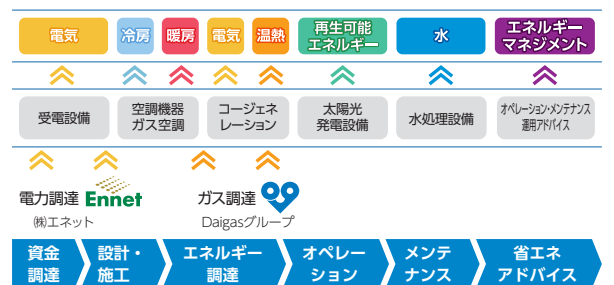 電気
冷房
暖房
電気
温熱
再生可能
エネルギー
水
エネルギー
マネジメント
受電設備
空調機器
ガス空調
コージェネ
レーション
太陽光
発電設備
水処理設備
オペレーション・メンテナンス
運用アドバイス
電力調達 Ennet
㈱エネット
ガス調達
Daigasグループ
資金
調達
設計・
施工
エネルギー
調達
オペレー
ション
メンテ
ナンス
省エネ
アドバイス